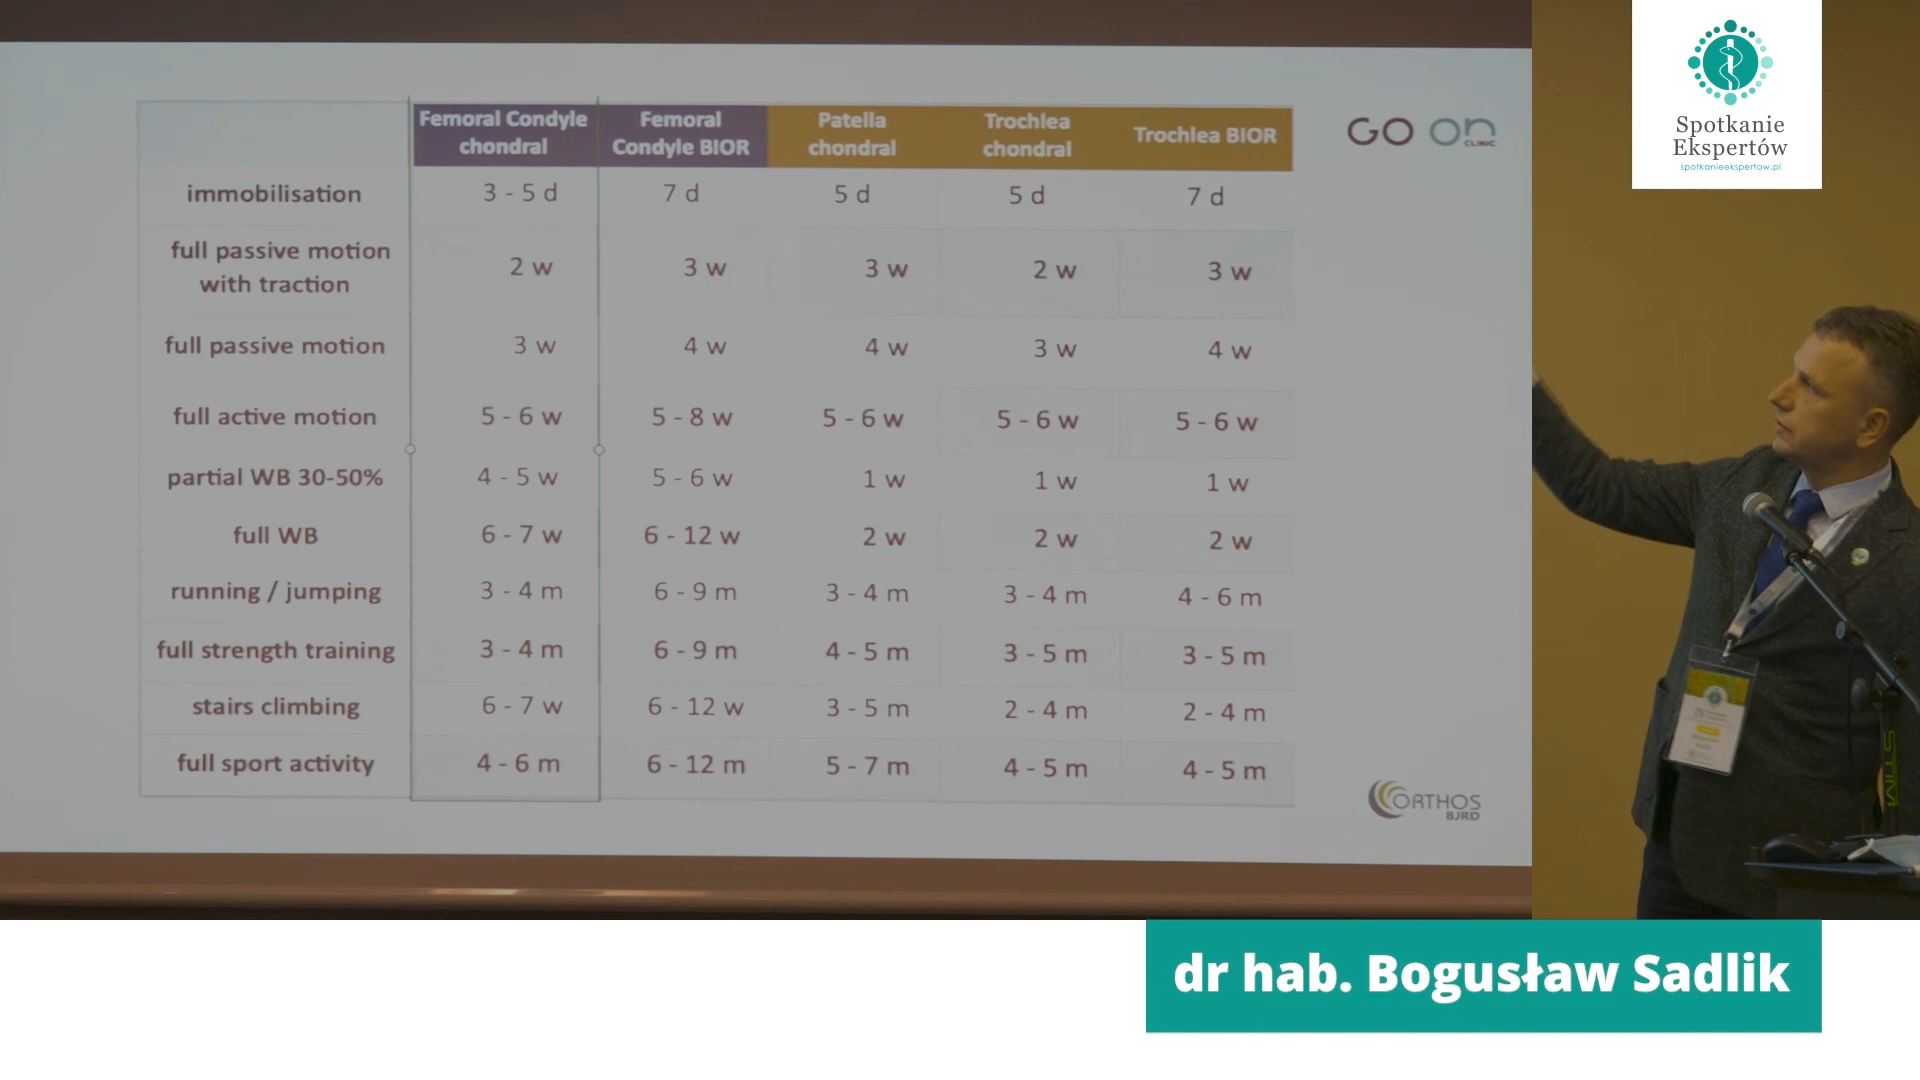 Femoral Condyle chondral
Femoral Condyle BIOR
Patella chondral
Trochlea chondral
Trochlea BIOR
immobilisation 3 - 5 d 7 d 5 d 5 d 7 d
full passive motion with traction 2 w 3 w 3 w 2 w 3 w
full passive motion 3 w 4 w 4 w 3 w 4 w
full active motion 5 - 6 w 5 - 8 w 5 - 6 w 5 - 6 w 5 - 6 w
partial WB 30-50% 4 - 5 w 5 - 6 w 1 w 1 w 1 w
full WB 6 - 7 w 6 - 12 w 2 w 2 w 2 w
running / jumping 3 - 4 m 6 - 9 m 3 - 4 m 3 - 4 m 4 - 6 m
full strength training 3 - 4 m 6 - 9 m 4 - 5 m 3 - 5 m 3 - 5 m
stairs climbing 6 - 7 w 6 - 12 w 3 - 5 m 2 - 4 m 2 - 4 m
full sport activity 4 - 6 m 6 - 12 m 5 - 7 m 4 - 5 m 4 - 5 m
GO On
CLINIC
ORTHOS
BJRD
Spotkanie
Ekspertów
spotkanieekspertow.pl
dr hab. Bogusław Sadlik